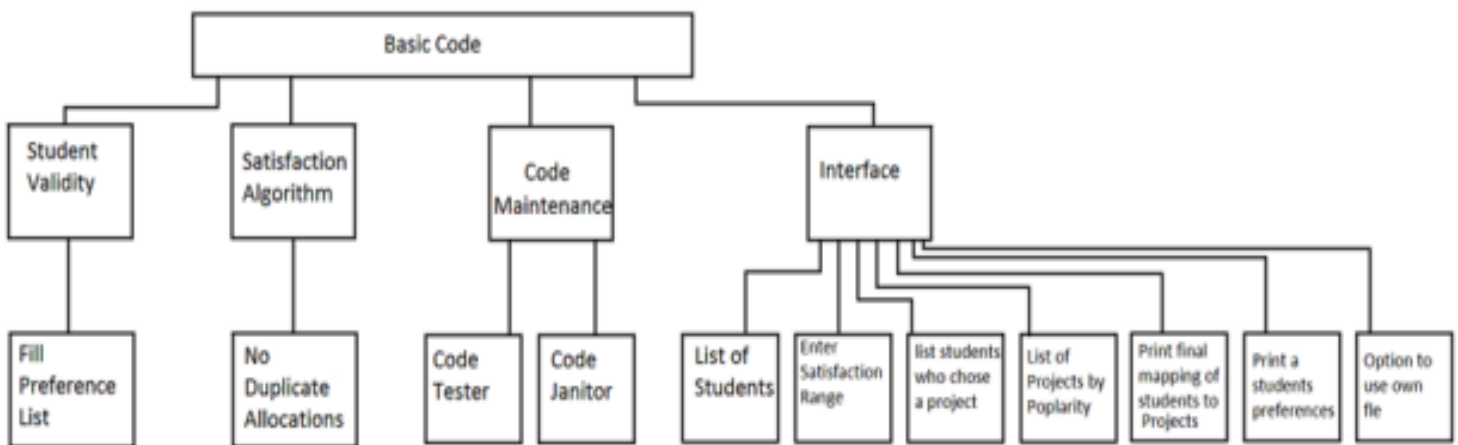 Basic Code
Student
Validity
Satisfaction
Algorithm
Code
Maintenance
Interface
Fill
Preference
List
No
Duplicate
Allocations
Code
Tester
Code
Janitor
List of
Students
Enter
Satisfaction
Range
list students
who chose
a project
List of
Projects by
Poplarity
Print final
mapping of
students to
Projects
Print a
students
preferences
Option to
use own
fle